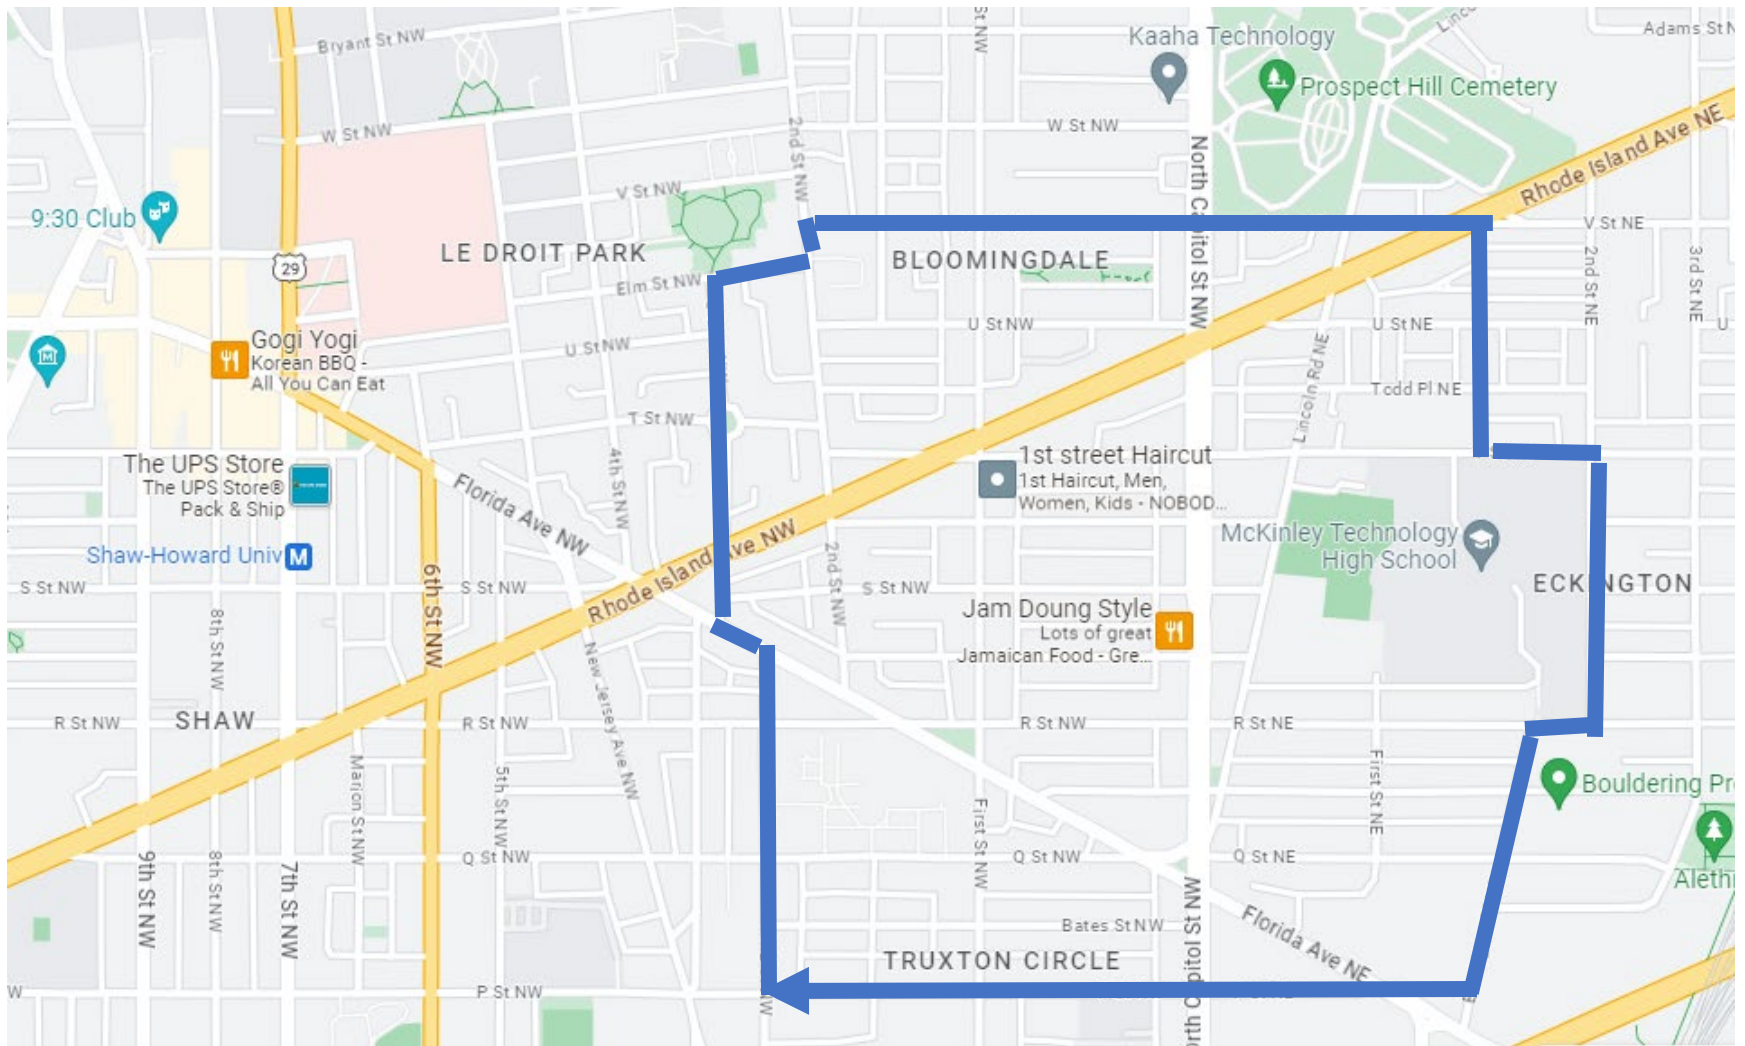 Bryant St NW
St NW
Kaaha Technology
Adams St N
Prospect Hill Cemetery
W St NW
2nd St NW
W St NW
North C
itol St NW
Rhode Island Ave NE
V St NW
9:30 Club
LE DROIT PARK
BLOOMINGDALE
V St NE
2nd St NE
3rd St NE
29
Elm St NW
U St NW
U St NE
U
Gogi Yogi
Korean BBQ -
All You Can Eat
U St NW
Lincoln Rd NE
Todd Pl NE
T St NW
The UPS Store
The UPS Store®
Pack & Ship
4th St NW
Florida Ave NW
1st street Haircut
1st Haircut, Men,
Women, Kids - NOBOD...
McKinley Technology
High School
Shaw-Howard Univ
M
Rhode Island Ave NW
2nd St NW
S St NW
6th St NW
S St NW
S St NW
ECKINGTON
Jam Doung Style
Lots of great
Jamaican Food - Gre...
8th St NW
New Jersey Ave NW
R St NW
SHAW
R St NW
R St NW
R St NE
Marion St NW
5th St NW
First St NW
First St NE
Bouldering Pr
Q St NW
Q St NW
Q St NE
9th St NW
8th St NW
7th St NW
Aleth
Bates St NW
Florida Ave NE
TRUXTON CIRCLE
W
P St NW
NW
orth C
pitol St NW